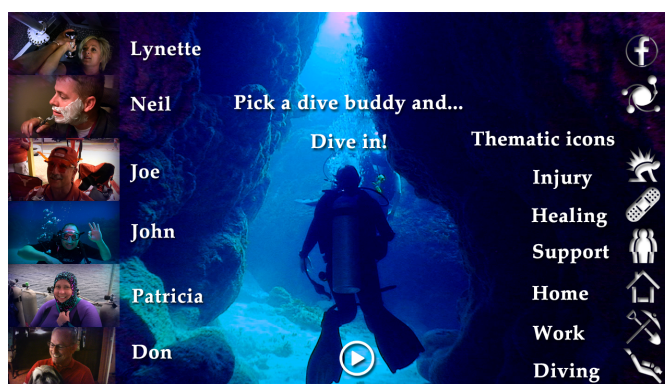 Lynette
Neil
Joe
John
Patricia
Don
Pick a dive buddy and...
Dive in!
Thematic icons
Injury
Healing
Support
Home
Work
Diving